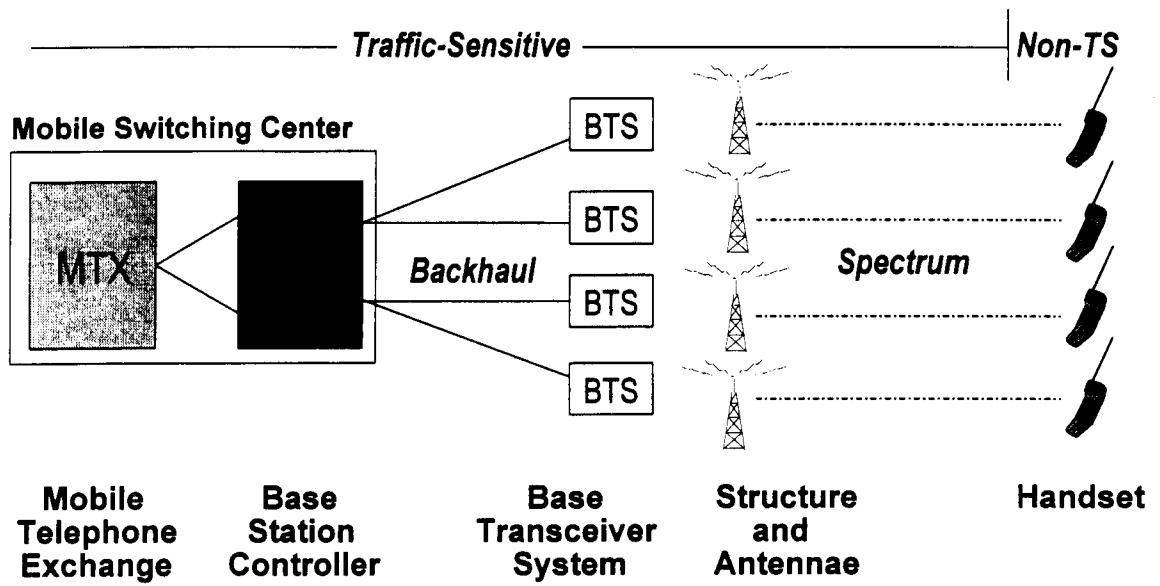 Traffic-Sensitive
Non-TS
Mobile Switching Center
MTX
BTS
BTS
BTS
BTS
Backhaul
Spectrum
Mobile
Telephone
Exchange
Base
Station
Controller
Base
Transceiver
System
Structure
and
Antennae
Handset